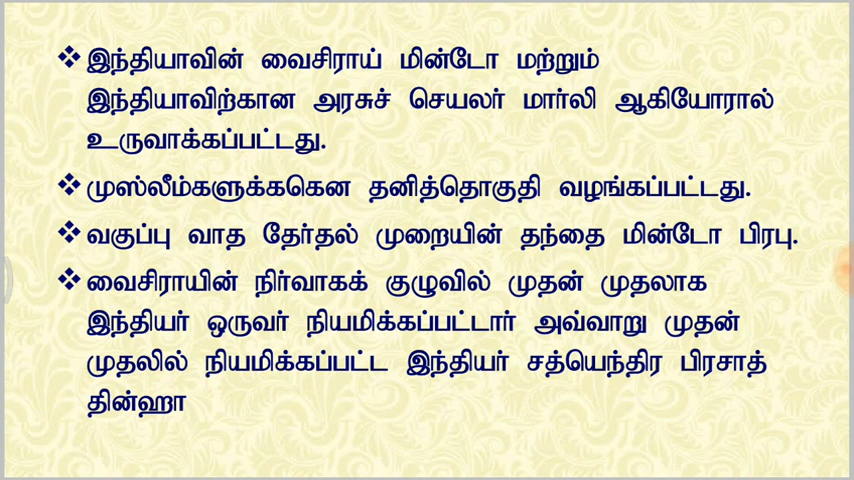 ❖ இந்தியாவின் வைசிராய் மின்டோ மற்றும்
இந்தியாவிற்கான அரசுச் செயலர் மார்லி ஆகியோரால்
உருவாக்கப்பட்டது.
❖ முஸ்லீம்களுக்ககென தனித்தொகுதி வழங்கப்பட்டது.
❖ வகுப்பு வாத தேர்தல் முறையின் தந்தை மின்டோ பிரபு.
❖ வைசிராயின் நிர்வாகக் குழுவில் முதன் முதலாக
இந்தியர் ஒருவர் நியமிக்கப்பட்டார் அவ்வாறு முதன்
முதலில் நியமிக்கப்பட்ட இந்தியர் சத்யெந்திர பிரசாத்
தின்ஹா